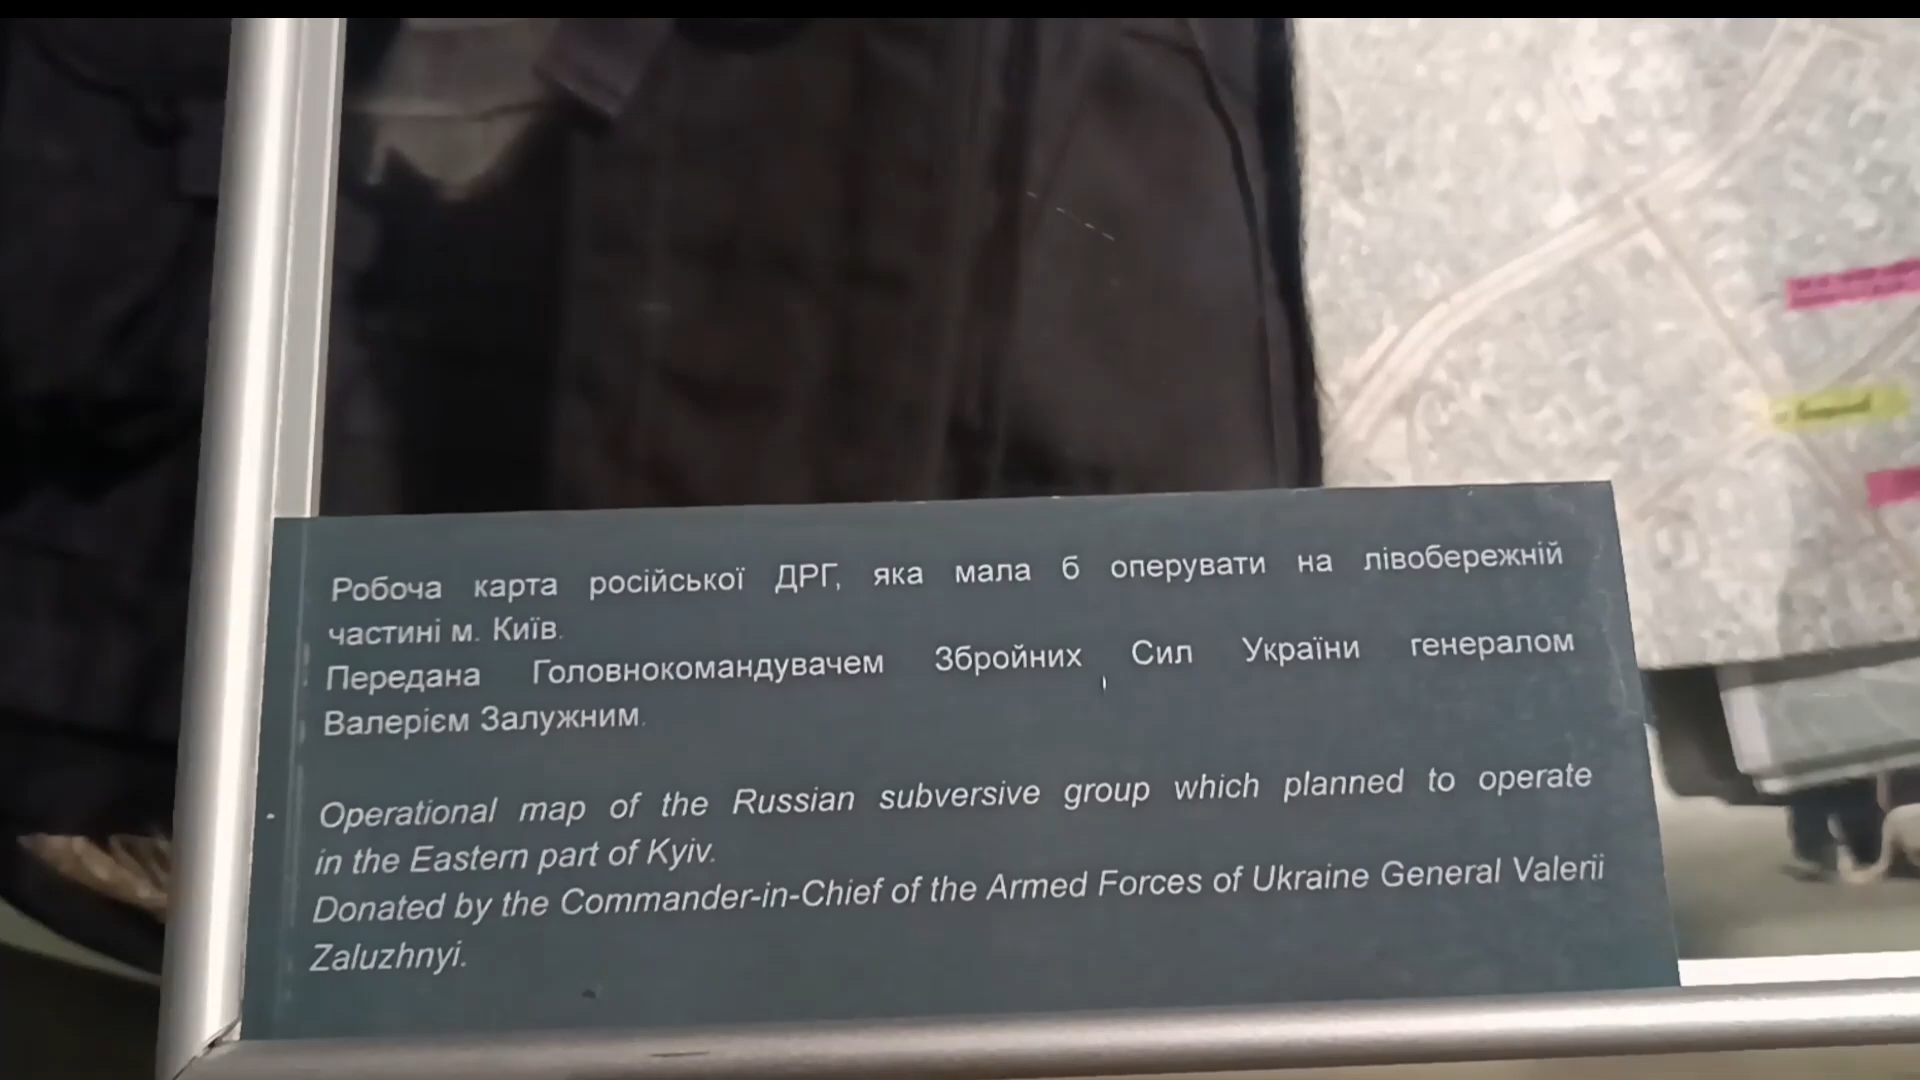 Робоча карта російської ДРГ, яка мала б оперувати на лівобережній
частині м. Київ.
Передана Головнокомандувачем Збройних Сил України генералом
Валерієм Залужним.
Operational map of the Russian subversive group which planned to operate
in the Eastern part of Kyiv.
Donated by the Commander-in-Chief of the Armed Forces of Ukraine General Valerii
Zaluzhnyi.